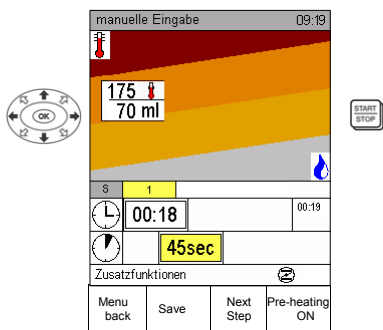 manuelle Eingabe 09:19
175
70 ml
OK
START
STOP
S 1
00:18 00:19
45sec
Zusatzfunktionen
Menu back
Save
Next Step
Pre-heating ON